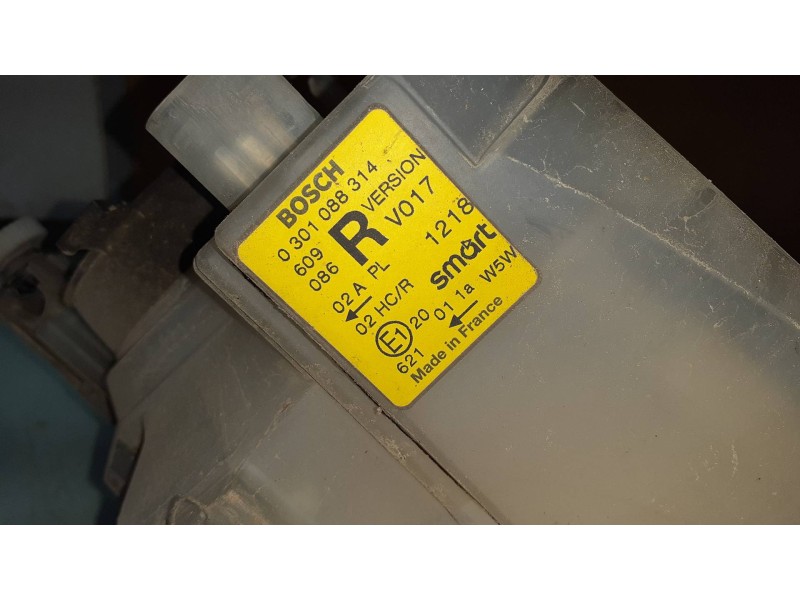 BOSCH
0 301 088 314
609
086
R
VERSION
V017
02 A PL
1218
← 02 HC/R
smart
E1
20
01 1a W5W
←
621
Made in France